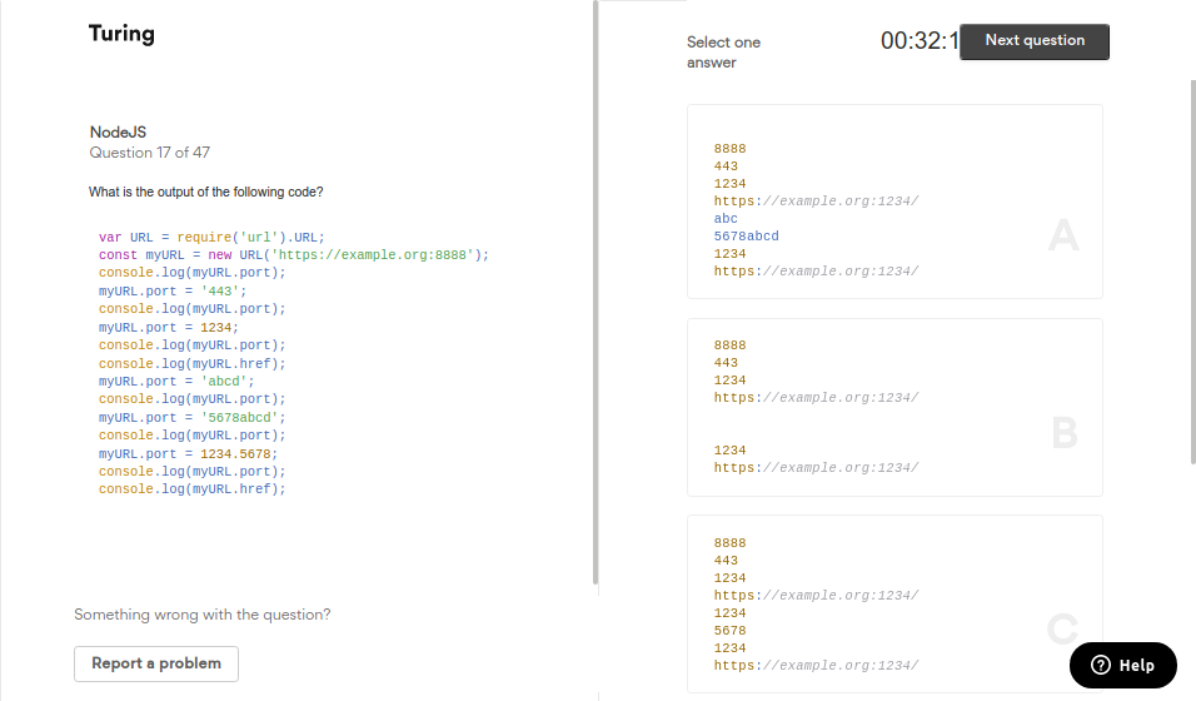 Turing
NodeJS
Question 17 of 47
What is the output of the following code?
var URL = require('url').URL;
const myURL = new URL('https://example.org:8888');
console.log(myURL.port);
myURL.port = '443';
console.log(myURL.port);
myURL.port = 1234;
console.log(myURL.port);
console.log(myURL.href);
myURL.port = 'abcd';
console.log(myURL.port);
myURL.port = '5678abcd';
console.log(myURL.port);
myURL.port = 1234.5678;
console.log(myURL.port);
console.log(myURL.href);
Something wrong with the question?
Report a problem
Select one
answer
00:32:1
Next question
8888
443
1234
https://example.org:1234/
abc
5678abcd
1234
https://example.org:1234/
A
8888
443
1234
https://example.org:1234/
1234
https://example.org:1234/
B
8888
443
1234
https://example.org:1234/
1234
5678
1234
https://example.org:1234/
C
Help